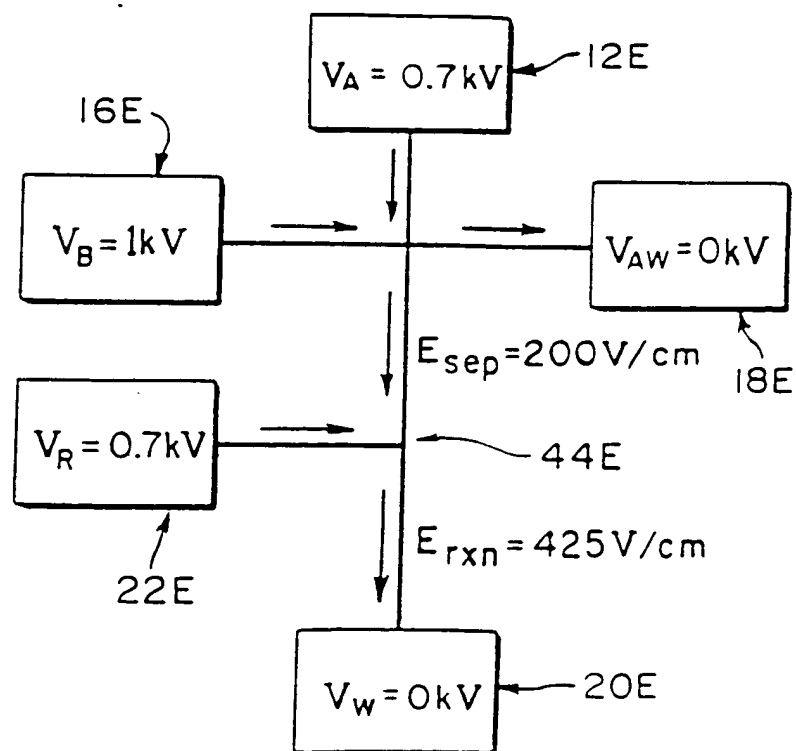 V_A = 0.7kV
12E
16E
V_B = 1kV
V_AW = 0kV
18E
E_sep = 200V/cm
V_R = 0.7kV
44E
22E
E_rxn = 425V/cm
V_W = 0kV
20E